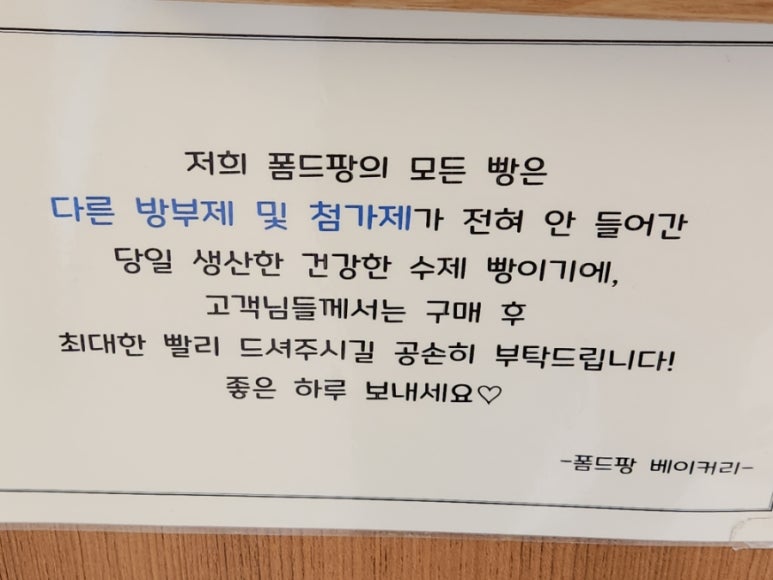 저희 폼드팡의 모든 빵은
다른 방부제 및 첨가제가 전혀 안 들어간
당일 생산한 건강한 수제 빵이기에,
고객님들께서는 구매 후
최대한 빨리 드셔주시길 공손히 부탁드립니다!
좋은 하루 보내세요♡
-폼드팡 베이커리-